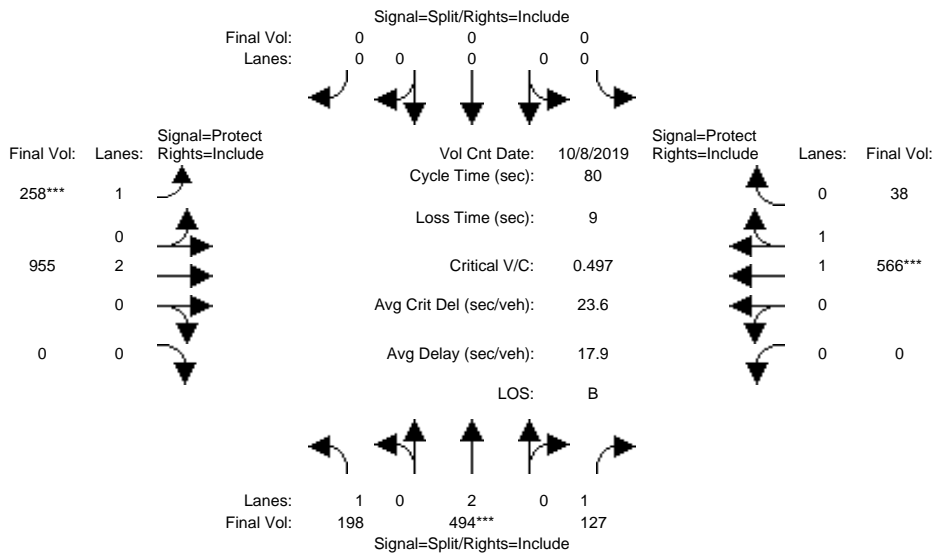 Signal=Split/Rights=Include
Final Vol: 0 0 0
Lanes: 0 0 0 0 0
Signal=Protect
Final Vol: Lanes: Rights=Include
Vol Cnt Date: 10/8/2019
Signal=Protect
Rights=Include Lanes: Final Vol:
Cycle Time (sec): 80
258*** 1
0 38
Loss Time (sec): 9
0
1
955 2
Critical V/C: 0.497
1 566***
0
Avg Crit Del (sec/veh): 23.6
0
0 0
Avg Delay (sec/veh): 17.9
0 0
LOS: B
Lanes: 1 0 2 0 1
Final Vol: 198 494*** 127
Signal=Split/Rights=Include